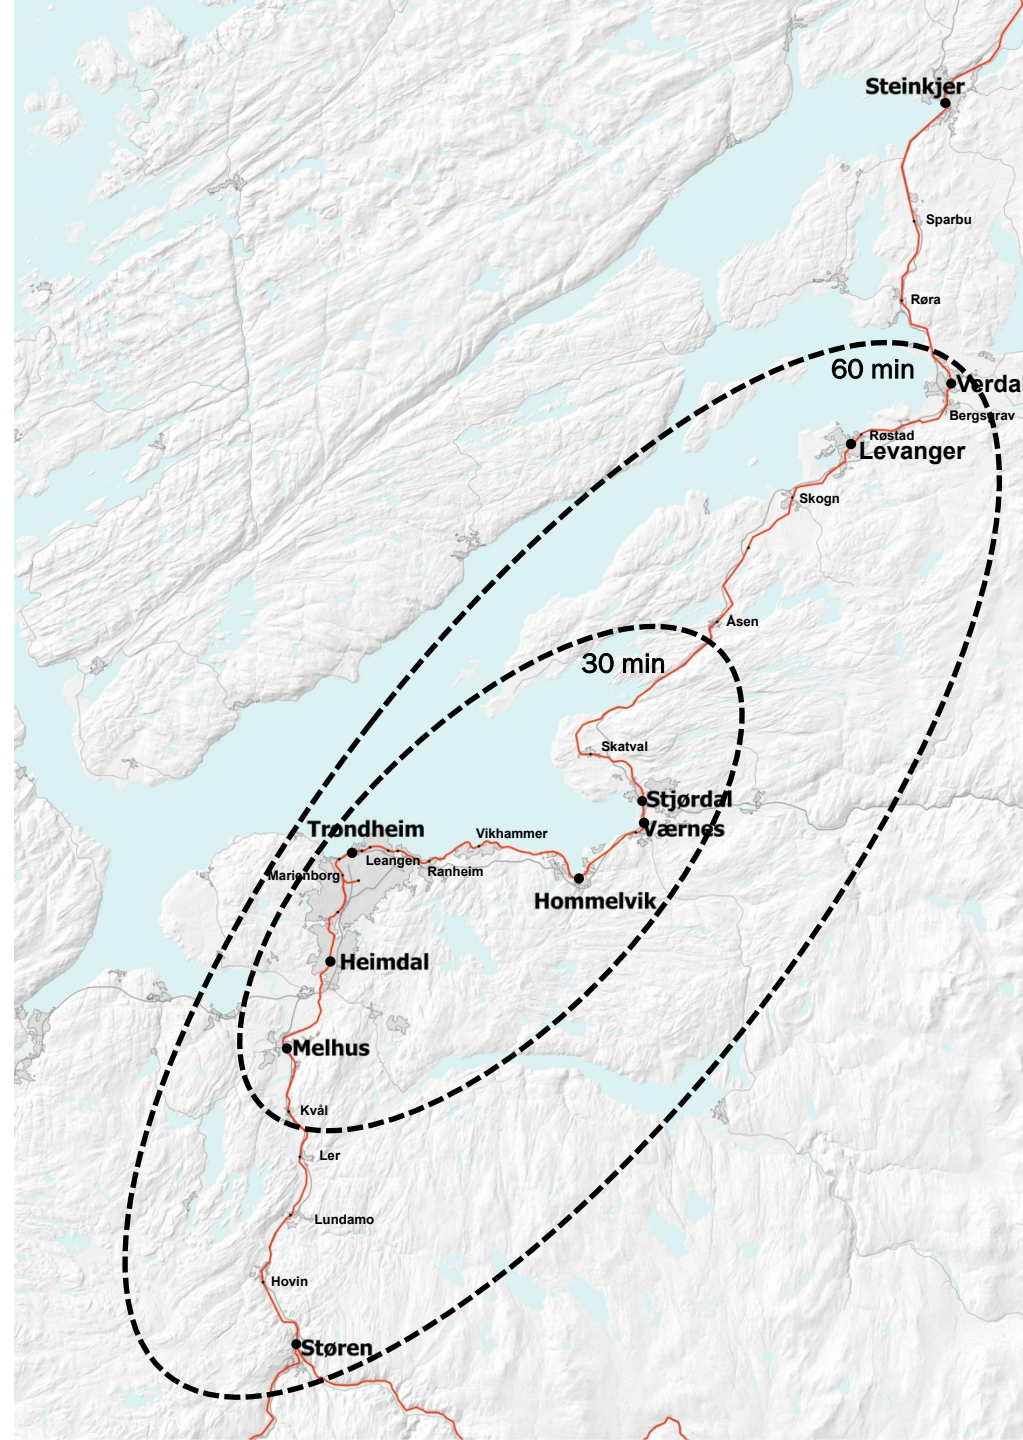 Steinkjer
Sparbu
Røra
60 min
Verda
Bergsgrav
Røstad
Levanger
Skogn
Åsen
30 min
Skatval
Stjørdal
Værnes
Trondheim
Vikhammer
Leangen
Ranheim
Marienborg
Hommelvik
Heimdal
Melhus
Kvål
Ler
Lundamo
Hovin
Støren